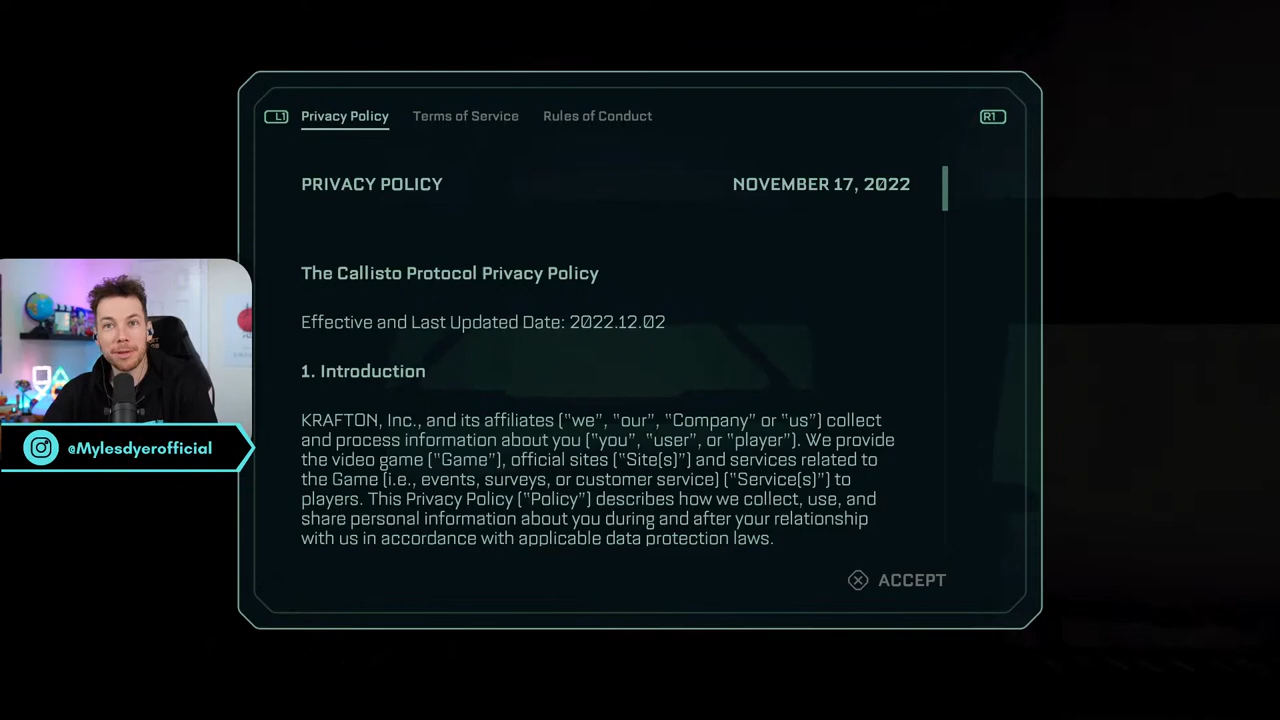 L1 Privacy Policy Terms of Service Rules of Conduct R1
PRIVACY POLICY NOVEMBER 17, 2022
The Callisto Protocol Privacy Policy
Effective and Last Updated Date: 2022.12.02
1. Introduction
KRAFTON, Inc., and its affiliates ("we", "our", "Company" or "us") collect
and process information about you ("you", "user", or "player"). We provide
the video game ("Game"), official sites ("Site(s)") and services related to
the Game (i.e., events, surveys, or customer service) ("Service(s)") to
players. This Privacy Policy ("Policy") describes how we collect, use, and
share personal information about you during and after your relationship
with us in accordance with applicable data protection laws.
@Mylesdyerofficial
ACCEPT